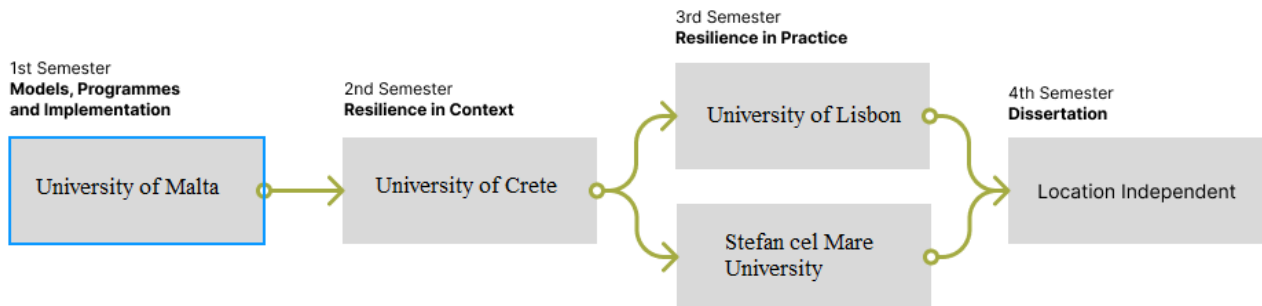 1st Semester
Models, Programmes
and Implementation
University of Malta
2nd Semester
Resilience in Context
University of Crete
3rd Semester
Resilience in Practice
University of Lisbon
Stefan cel Mare
University
4th Semester
Dissertation
Location Independent